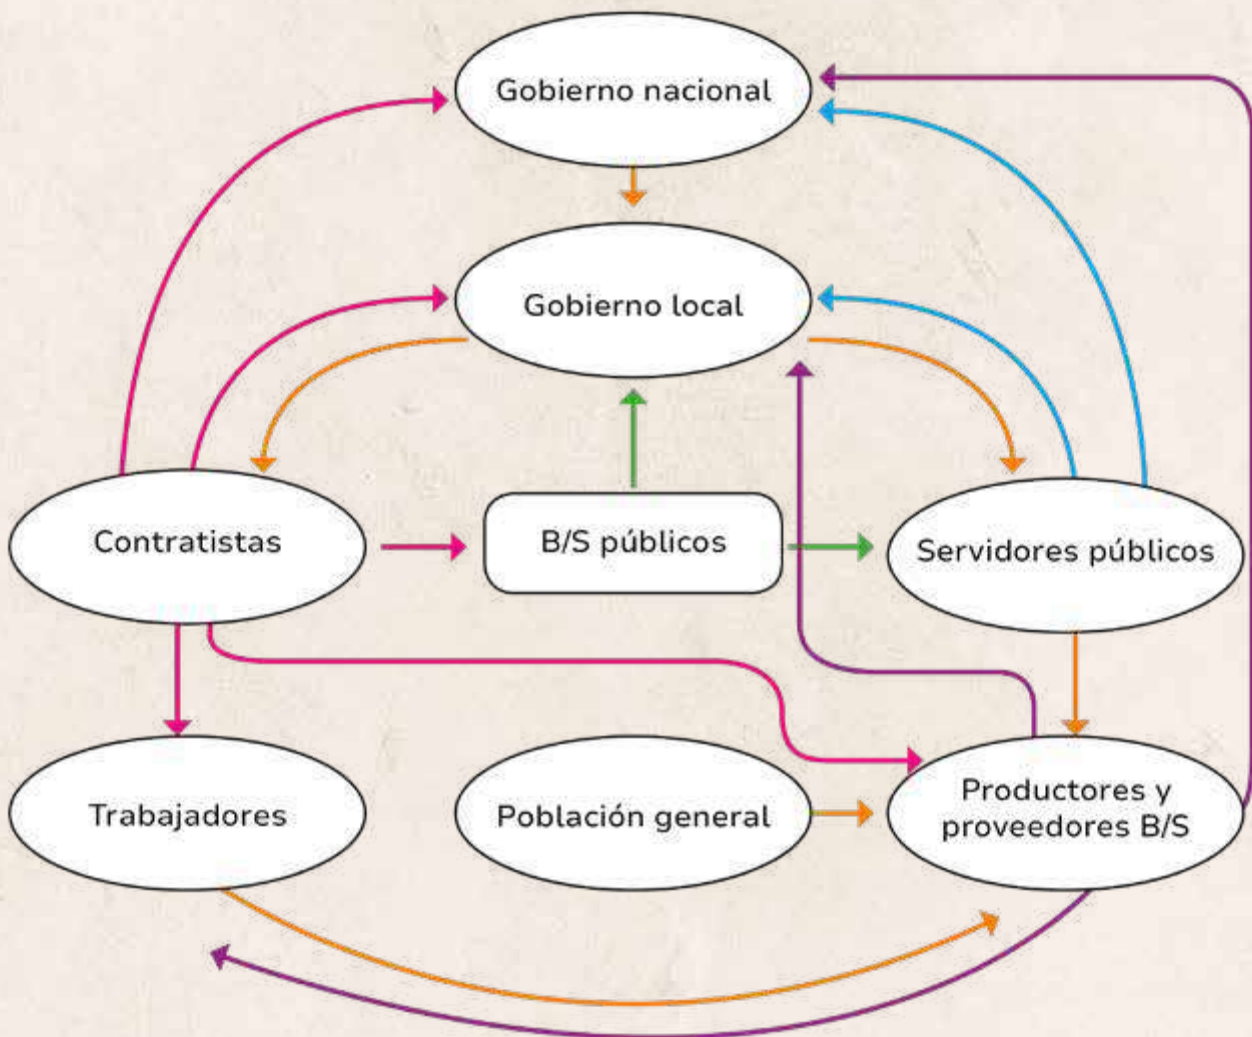 Gobierno nacional
Gobierno local
Contratistas
B/S públicos
Servidores públicos
Trabajadores
Población general
Productores y
proveedores B/S